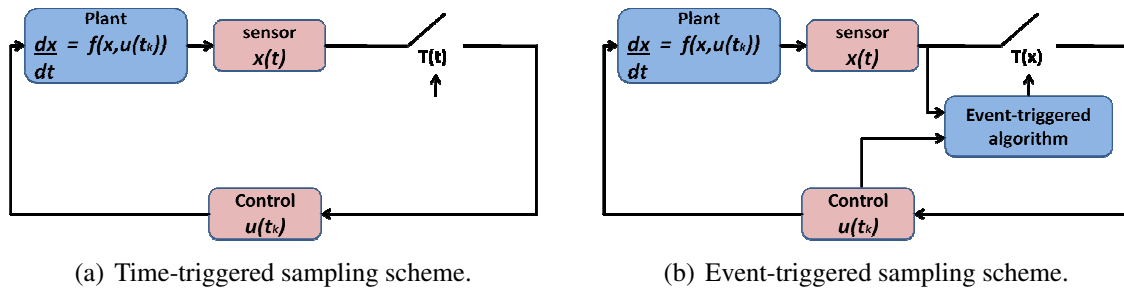 Plant
dx/dt = f(x,u(tₖ))
sensor
x(t)
T(t)
Control
u(tₖ)
(a) Time-triggered sampling scheme.
Plant
dx/dt = f(x,u(tₖ))
sensor
x(t)
T(x)
Event-triggered
algorithm
Control
u(tₖ)
(b) Event-triggered sampling scheme.